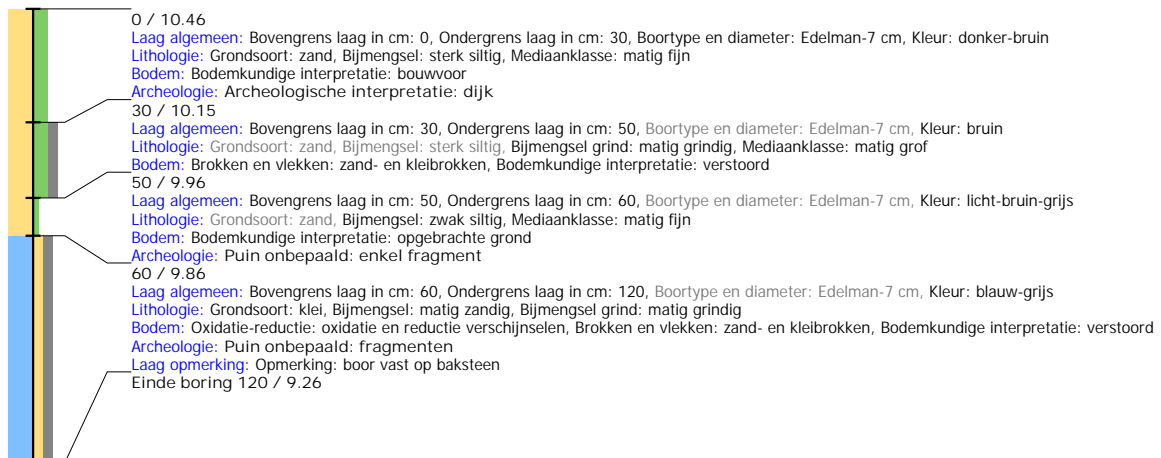 0 / 10.46
Laag algemeen: Bovengrens laag in cm: 0, Ondergrens laag in cm: 30, Boortype en diameter: Edelman-7 cm, Kleur: donker-bruin
Lithologie: Grondsoort: zand, Bijmengsel: sterk siltig, Mediaanklasse: matig fijn
Bodem: Bodemkundige interpretatie: bouwvoor
Archeologie: Archeologische interpretatie: dijk
30 / 10.15
Laag algemeen: Bovengrens laag in cm: 30, Ondergrens laag in cm: 50, Boortype en diameter: Edelman-7 cm, Kleur: bruin
Lithologie: Grondsoort: zand, Bijmengsel: sterk siltig, Bijmengsel grind: matig grindig, Mediaanklasse: matig grof
Bodem: Brokken en vlekken: zand- en kleibrokken, Bodemkundige interpretatie: verstoord
50 / 9.96
Laag algemeen: Bovengrens laag in cm: 50, Ondergrens laag in cm: 60, Boortype en diameter: Edelman-7 cm, Kleur: licht-bruin-grijs
Lithologie: Grondsoort: zand, Bijmengsel: zwak siltig, Mediaanklasse: matig fijn
Bodem: Bodemkundige interpretatie: opgebrachte grond
Archeologie: Puin onbepaald: enkel fragment
60 / 9.86
Laag algemeen: Bovengrens laag in cm: 60, Ondergrens laag in cm: 120, Boortype en diameter: Edelman-7 cm, Kleur: blauw-grijs
Lithologie: Grondsoort: klei, Bijmengsel: matig zandig, Bijmengsel grind: matig grindig
Bodem: Oxidatie-reductie: oxidatie en reductie verschijnselen, Brokken en vlekken: zand- en kleibrokken, Bodemkundige interpretatie: verstoord
Archeologie: Puin onbepaald: fragmenten
Laag opmerking: Opmerking: boor vast op baksteen
Einde boring 120 / 9.26